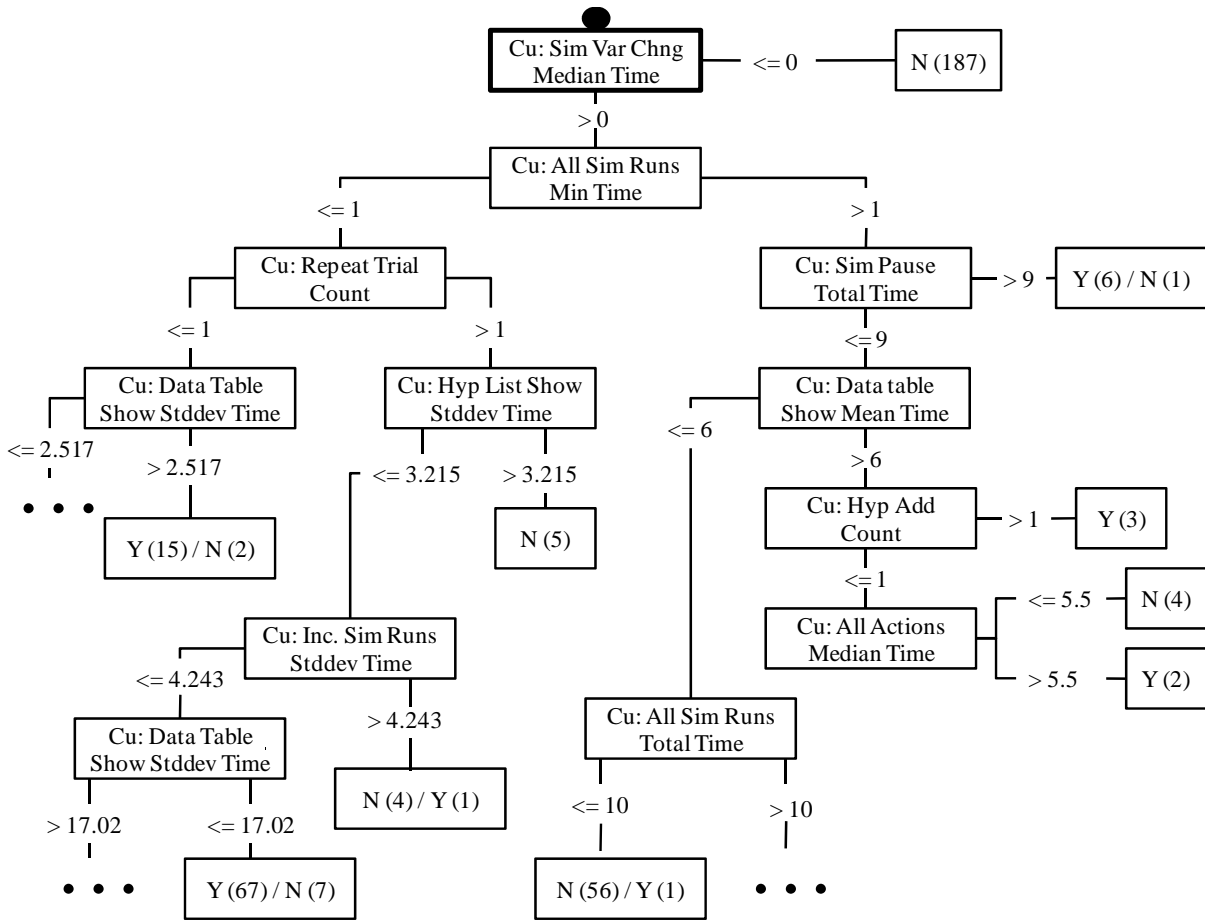 Cu: Sim Var Chng
Median Time
<= 0
N (187)
> 0
Cu: All Sim Runs
Min Time
<= 1
> 1
Cu: Repeat Trial
Count
Cu: Sim Pause
Total Time
> 9
Y (6) / N (1)
<= 1
> 1
<= 9
Cu: Data Table
Show Stddev Time
Cu: Hyp List Show
Stddev Time
Cu: Data table
Show Mean Time
<= 2.517
> 2.517
<= 3.215
> 3.215
<= 6
> 6
• • •
Y (15) / N (2)
N (5)
Cu: Hyp Add
Count
> 1
Y (3)
<= 1
Cu: Inc. Sim Runs
Stddev Time
Cu: All Actions
Median Time
<= 5.5
N (4)
> 5.5
Y (2)
<= 4.243
> 4.243
Cu: Data Table
Show Stddev Time
Cu: All Sim Runs
Total Time
N (4) / Y (1)
> 17.02
<= 17.02
<= 10
> 10
• • •
Y (67) / N (7)
N (56) / Y (1)
• • •